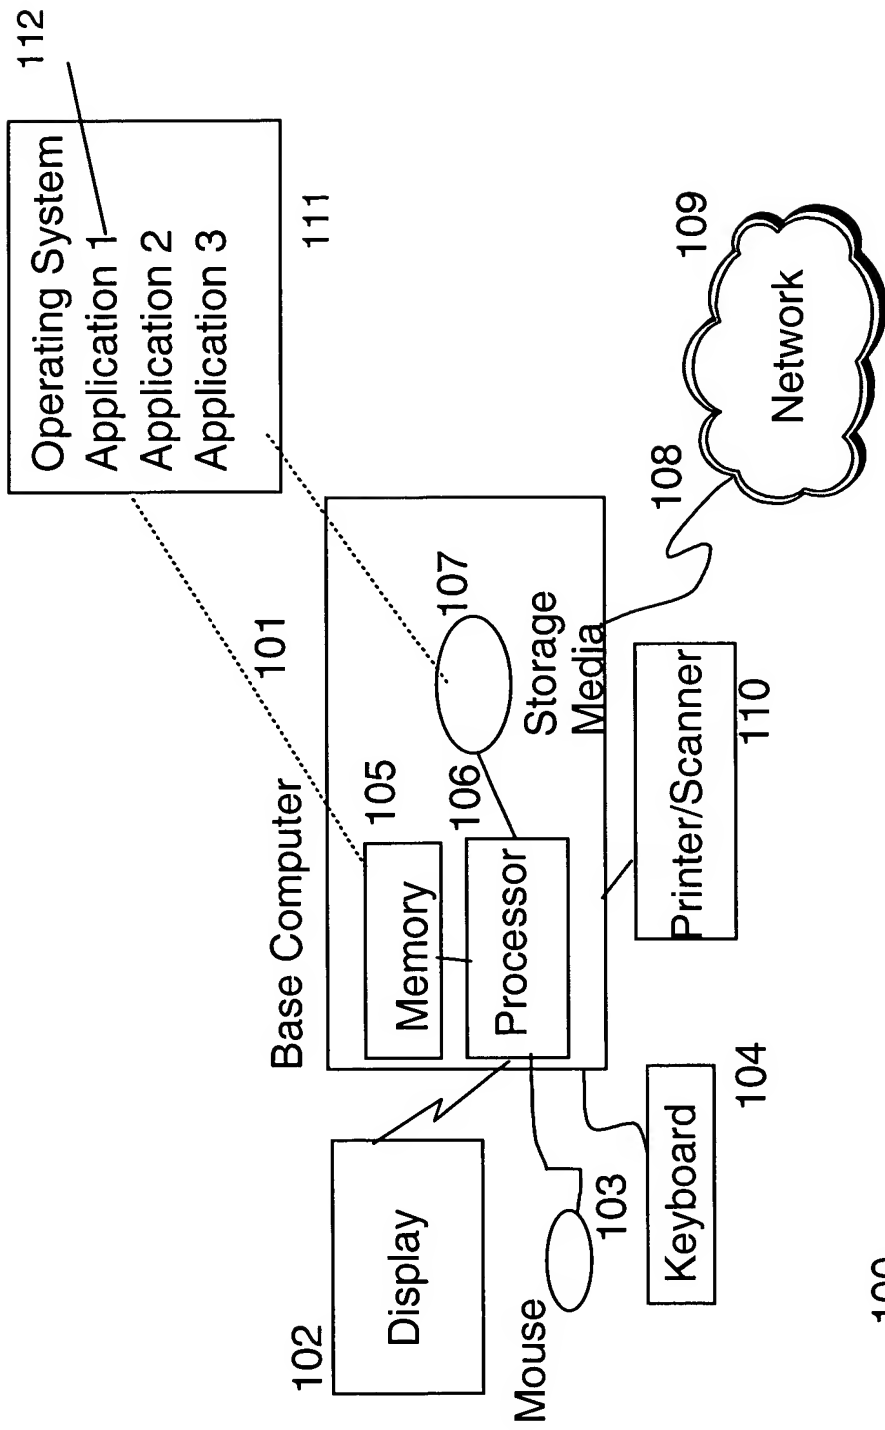 112
Operating System
Application 1
Application 2
Application 3
111
Base Computer
101
102
Display
105
Memory
106
107
Processor
Storage
Media
Mouse
103
108
109
Keyboard
Printer/Scanner
104
110
Network
100